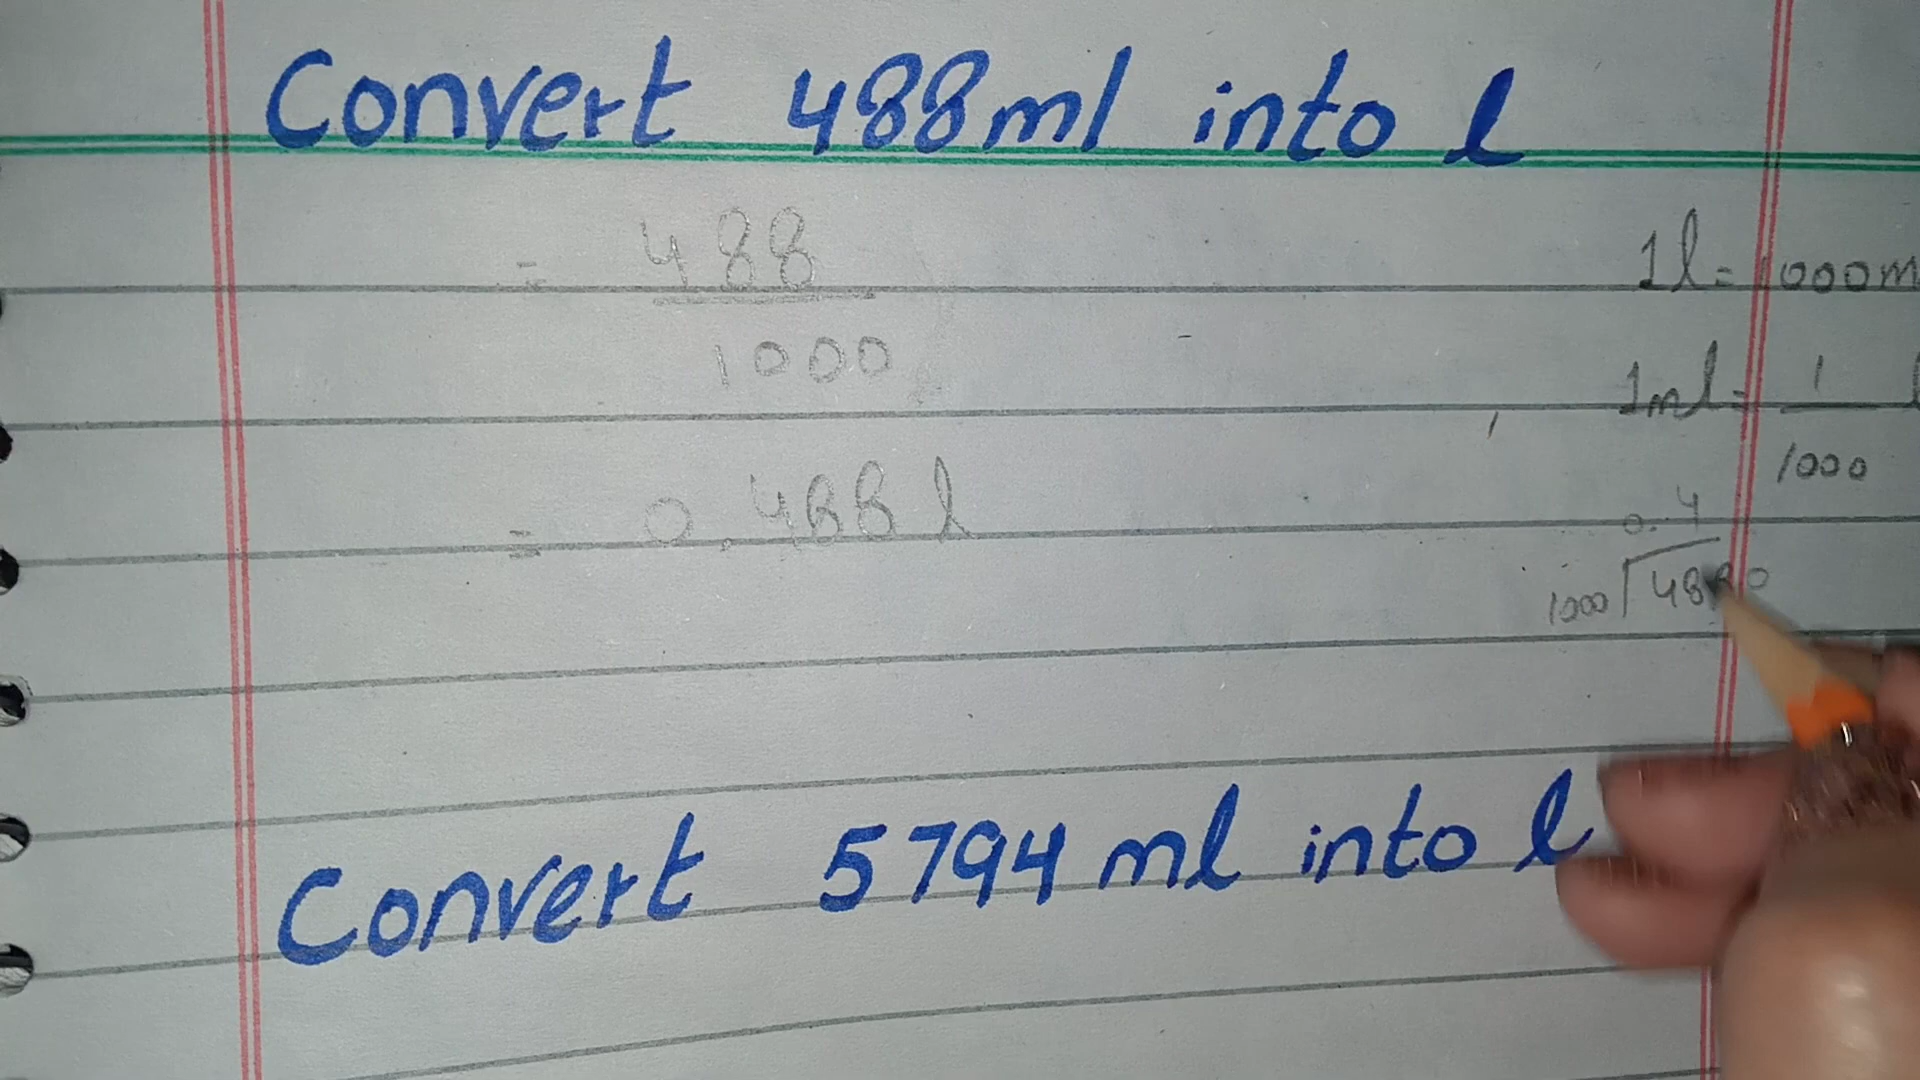 Convert 488ml into l
= 488
1000
= 0.488 l
1l = 1000m
1ml = 1 l
1000
0.4
1000 4880
Convert 5794 ml into l